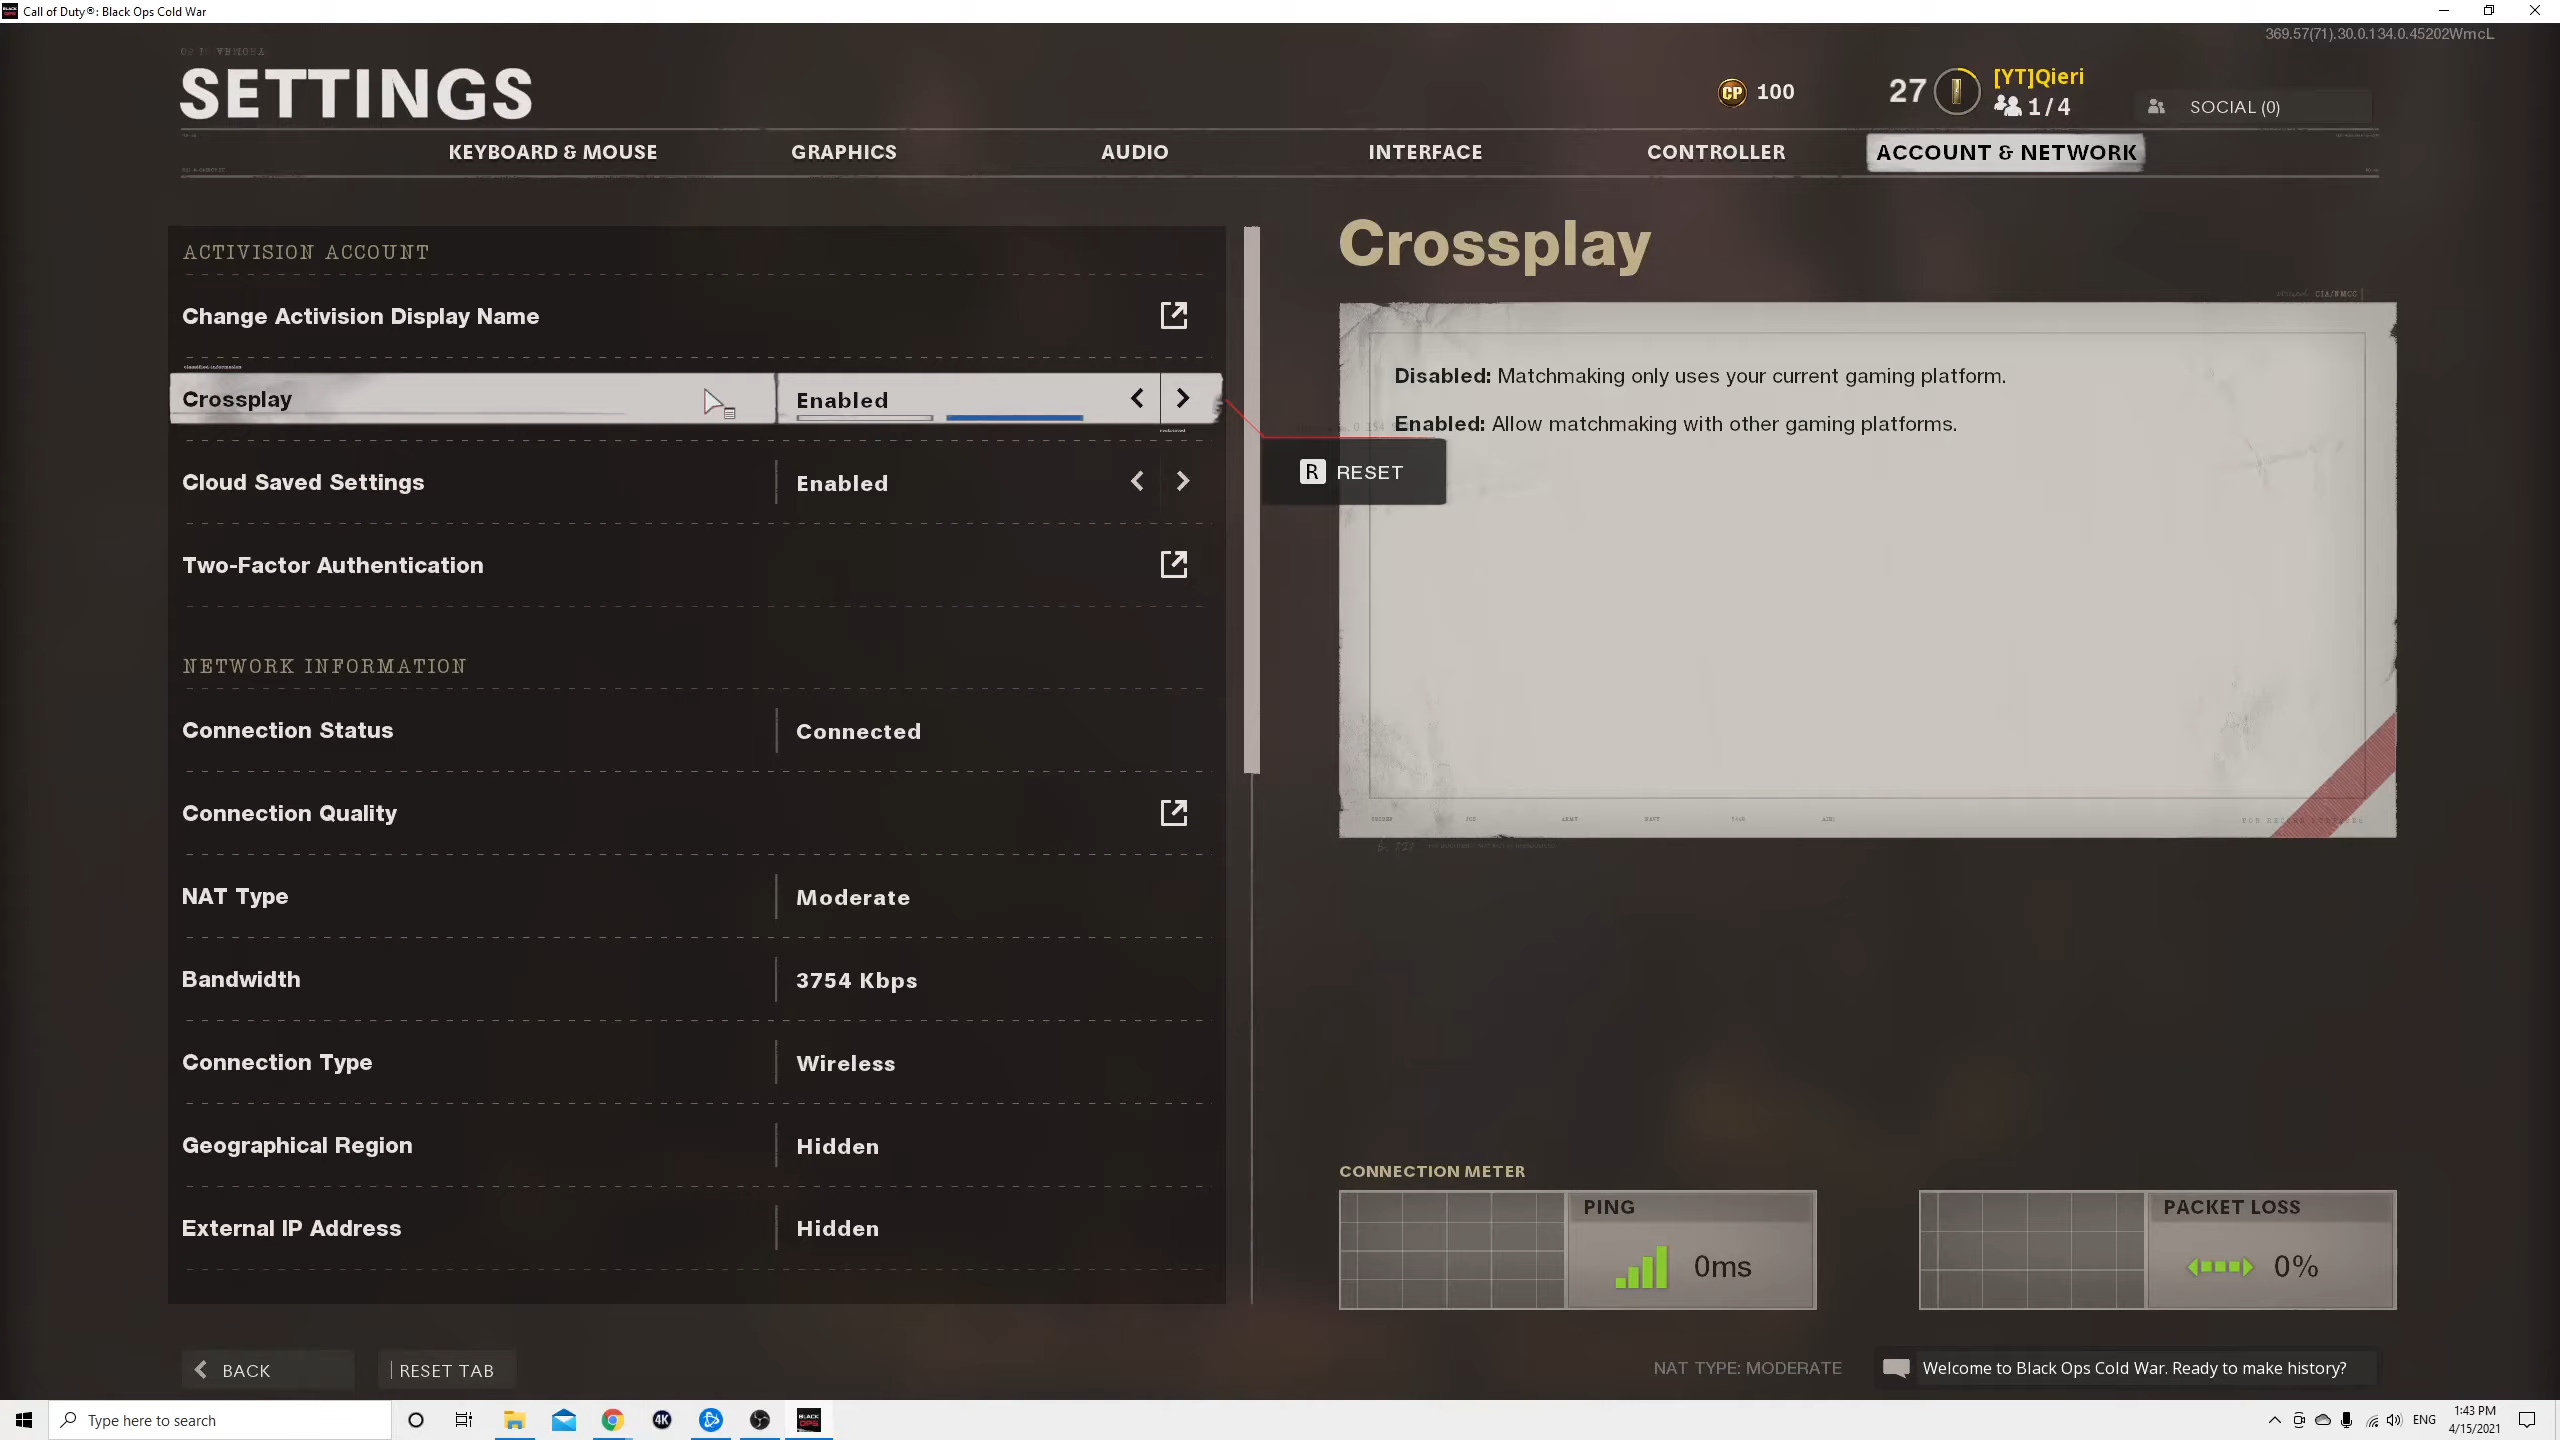 Call of Duty®: Black Ops Cold War
369.57(71).30.0.134.0.45202WmcL
SETTINGS
CP 100
27
[YT]Qieri
1 / 4
SOCIAL (0)
KEYBOARD & MOUSE
GRAPHICS
AUDIO
INTERFACE
CONTROLLER
ACCOUNT & NETWORK
ACTIVISION ACCOUNT
Change Activision Display Name
Crossplay
Enabled
Cloud Saved Settings
Enabled
Two-Factor Authentication
NETWORK INFORMATION
Connection Status
Connected
Connection Quality
NAT Type
Moderate
Bandwidth
3754 Kbps
Connection Type
Wireless
Geographical Region
Hidden
External IP Address
Hidden
R RESET
Crossplay
Disabled: Matchmaking only uses your current gaming platform.
Enabled: Allow matchmaking with other gaming platforms.
CONNECTION METER
PING
0ms
PACKET LOSS
0%
BACK
RESET TAB
NAT TYPE: MODERATE
Welcome to Black Ops Cold War. Ready to make history?
Type here to search
4K
BLACK OPS
ENG
1:43 PM
4/15/2021